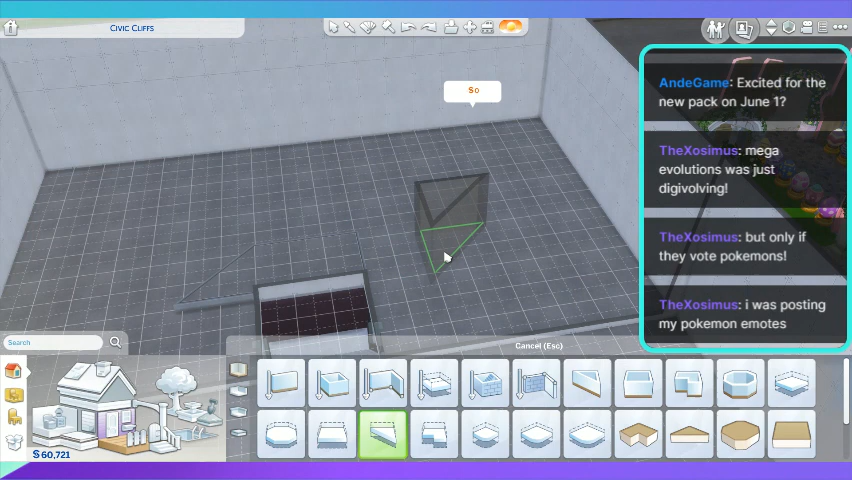 CIVIC CLIFFS
§0
AndeGame: Excited for the
new pack on June 1?
TheXosimus: mega
evolutions was just
digivolving!
TheXosimus: but only if
they vote pokemons!
TheXosimus: i was posting
my pokemon emotes
Search
Cancel (Esc)
§60,721